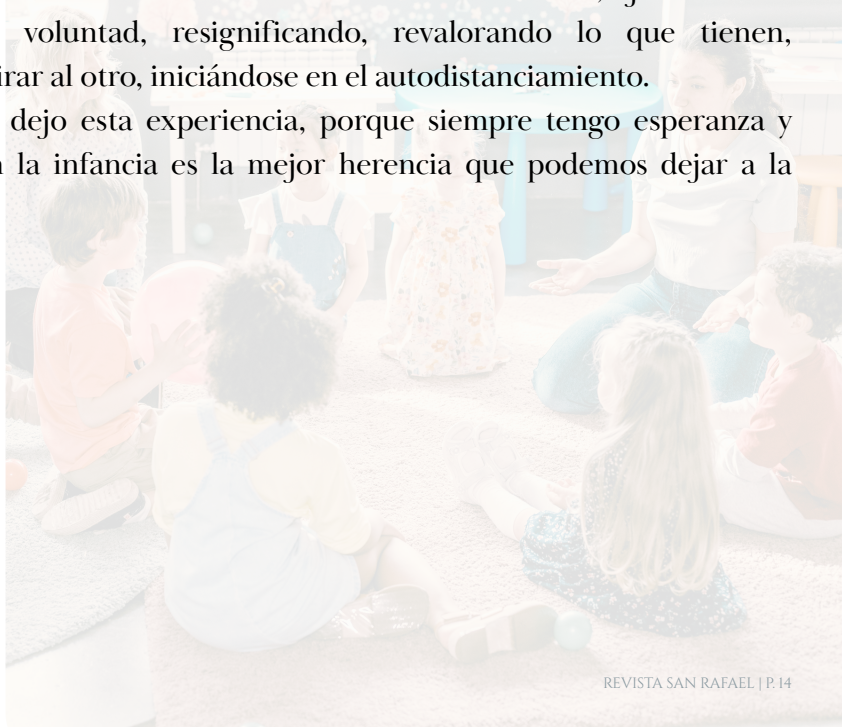 voluntad, resignificando, revalorando lo que tienen,
al otro, iniciándose en el autodistanciamiento.
dejo esta experiencia, porque siempre tengo esperanza y
la infancia es la mejor herencia que podemos dejar a la
REVISTA SAN RAFAEL | P. 14